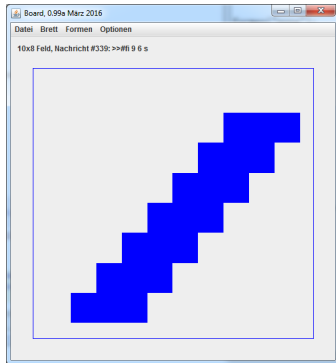 Board, 0.99a März 2016
Datei Brett Formen Optionen
10x8 Feld, Nachricht #339: >>#fi 9 6 s